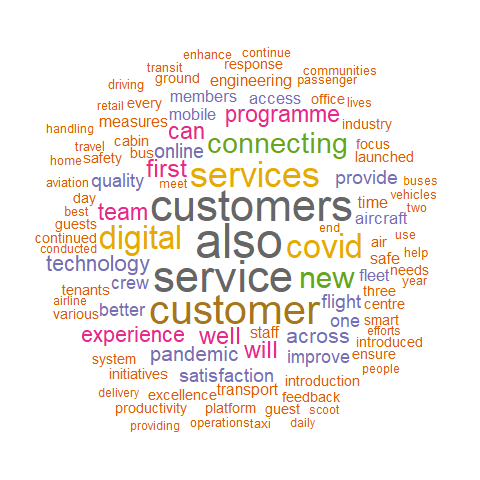 enhance continue
transit response
driving ground engineering communities
passenger
retail every members access office lives
handling measures mobile programme industry
travel cabin can connecting focus
home safety bus online launched
aviation quality first meet services provide vehicles buses
day customers time two
best team aircraft
guests digital also covid end air use
continued
conducted technology safe help
crew service new fleet needs
tenants year
airline better customer flight three
various one centre
experience well staff across smart efforts
system pandemic will improve ensure introduced
initiatives satisfaction people
delivery excellence transport introduction
feedback
productivity platform guest scoot
providing operations taxi daily